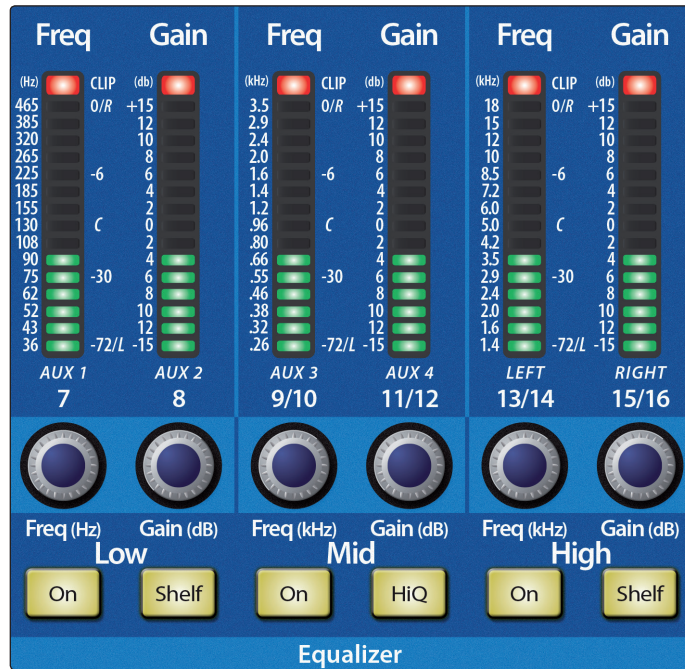 Freq Gain Freq Gain Freq Gain
(Hz) CLIP (db) (kHz) CLIP (db) (kHz) CLIP (db)
465 0/R +15 3.5 0/R +15 18 0/R +15
385 12 2.9 12 15 12
320 10 2.4 10 12 10
265 8 2.0 8 10 8
225 -6 6 1.6 -6 6 8.5 -6 6
185 4 1.4 4 7.2 4
155 2 1.2 2 6.0 2
130 C 0 .96 C 0 5.0 C 0
108 2 .80 2 4.2 2
90 4 .66 4 3.5 4
75 -30 6 .55 -30 6 2.9 -30 6
62 8 .46 8 2.4 8
52 10 .38 10 2.0 10
43 12 .32 12 1.6 12
36 -72/L -15 .26 -72/L -15 1.4 -72/L -15
AUX 1 AUX 2 AUX 3 AUX 4 LEFT RIGHT
7 8 9/10 11/12 13/14 15/16
Freq (Hz) Gain (dB) Freq (kHz) Gain (dB) Freq (kHz) Gain (dB)
Low Mid High
On Shelf On HiQ On Shelf
Equalizer